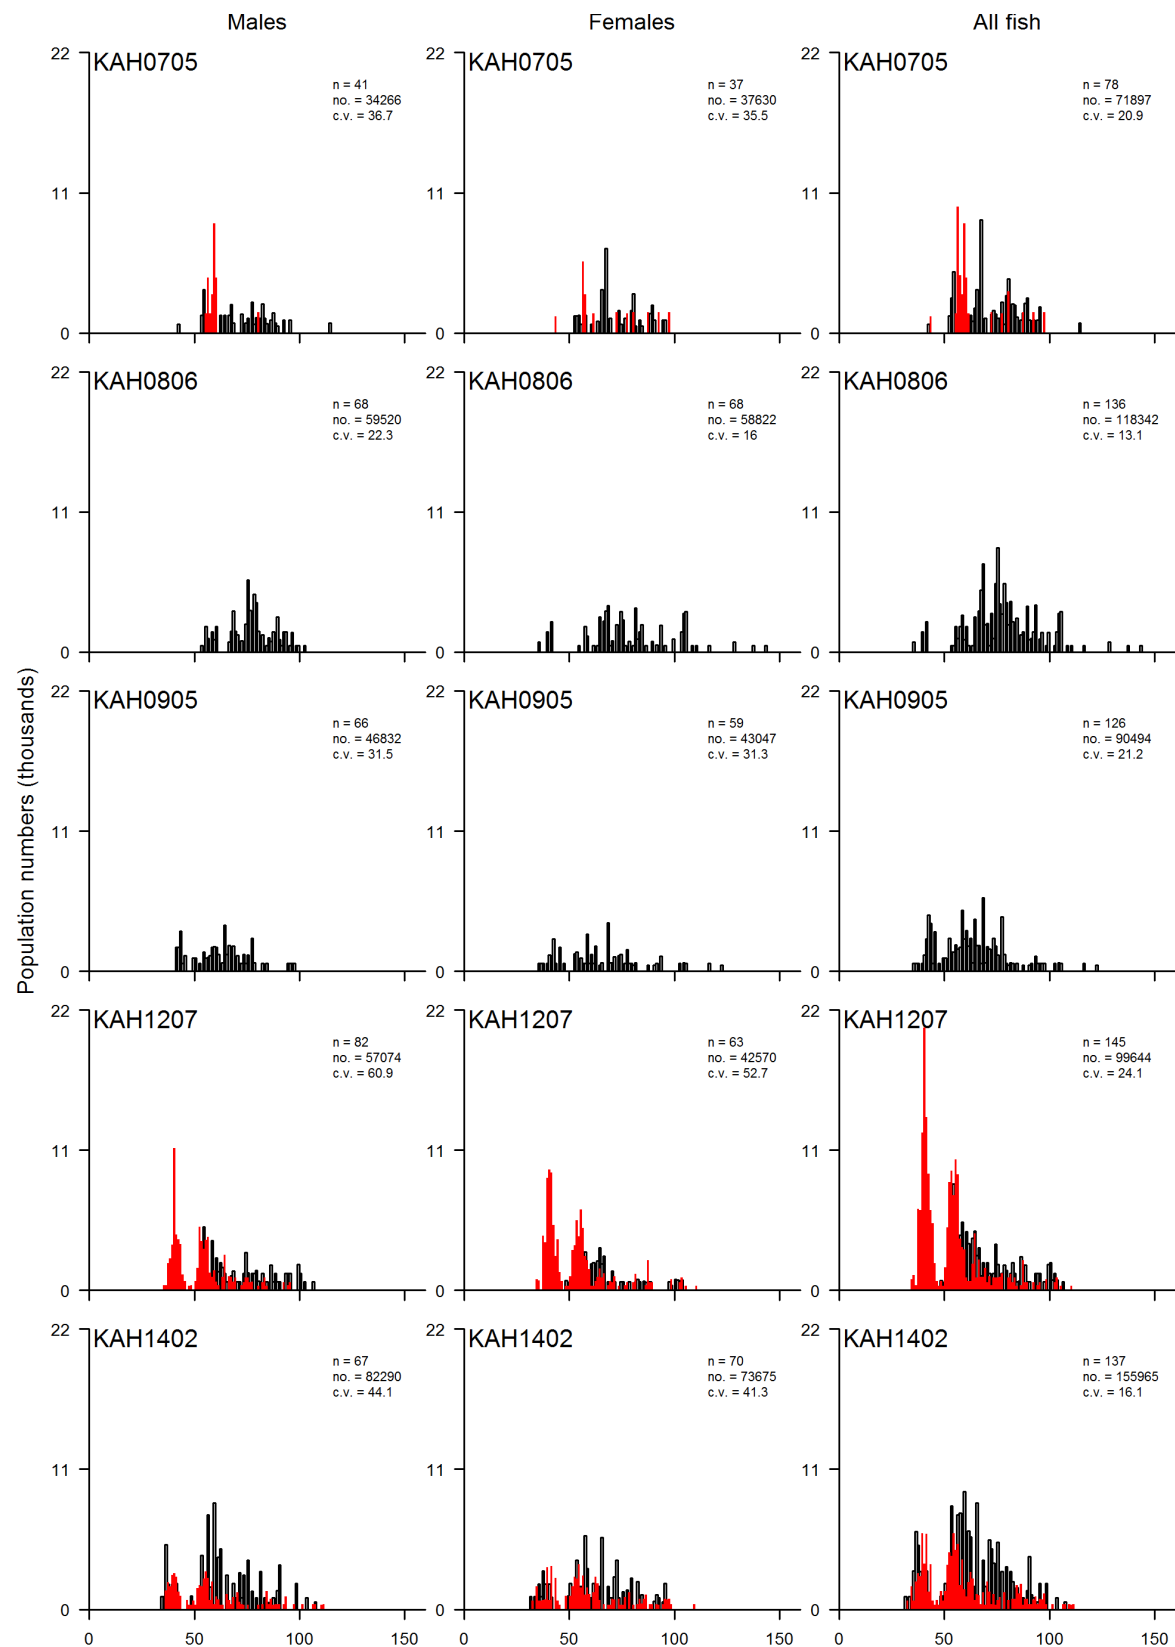 Males Females All fish
22 KAH0705 22 KAH0705 22 KAH0705
n = 41 n = 37 n = 78
no. = 34266 no. = 37630 no. = 71897
c.v. = 36.7 c.v. = 35.5 c.v. = 20.9
11 11 11
0 0 0
22 KAH0806 22 KAH0806 22 KAH0806
n = 68 n = 68 n = 136
no. = 59520 no. = 58822 no. = 118342
c.v. = 22.3 c.v. = 16 c.v. = 13.1
11 11 11
0 0 0
Population numbers (thousands)
22 KAH0905 22 KAH0905 22 KAH0905
n = 66 n = 59 n = 126
no. = 46832 no. = 43047 no. = 90494
c.v. = 31.5 c.v. = 31.3 c.v. = 21.2
11 11 11
0 0 0
22 KAH1207 22 KAH1207 22 KAH1207
n = 82 n = 63 n = 145
no. = 57074 no. = 42570 no. = 99644
c.v. = 60.9 c.v. = 52.7 c.v. = 24.1
11 11 11
0 0 0
22 KAH1402 22 KAH1402 22 KAH1402
n = 67 n = 70 n = 137
no. = 82290 no. = 73675 no. = 155965
c.v. = 44.1 c.v. = 41.3 c.v. = 16.1
11 11 11
0 0 0
0 50 100 150 0 50 100 150 0 50 100 150